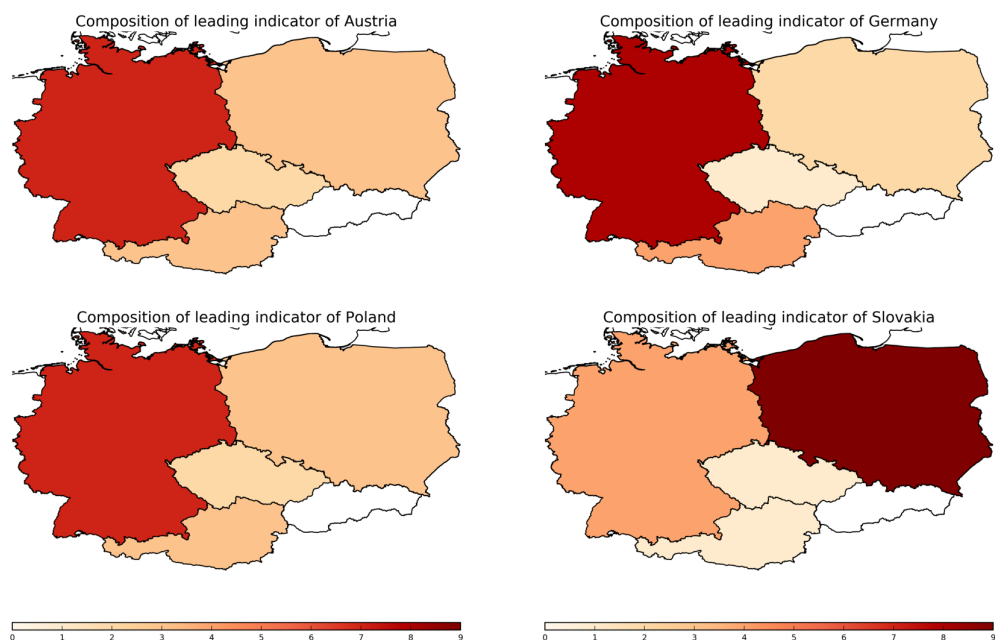 Composition of leading indicator of Austria
Composition of leading indicator of Germany
Composition of leading indicator of Poland
Composition of leading indicator of Slovakia
0 1 2 3 4 5 6 7 8 9
0 1 2 3 4 5 6 7 8 9